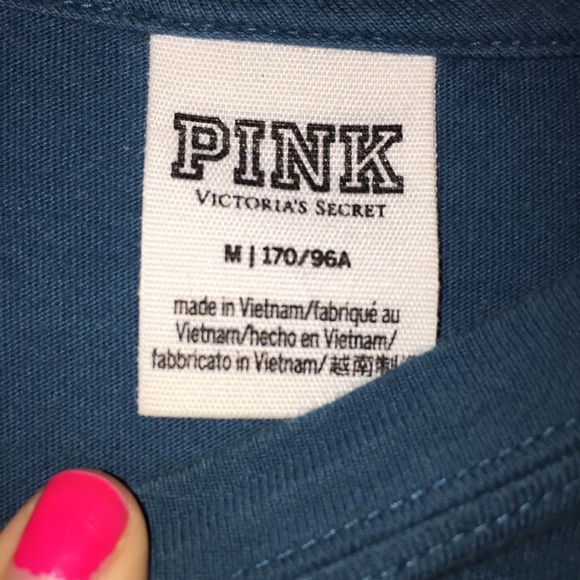 PINK
VICTORIA'S SECRET
M | 170/96A
made in Vietnam/fabriqué au
Vietnam/hecho en Vietnam/
fabbricato in Vietnam/越南制